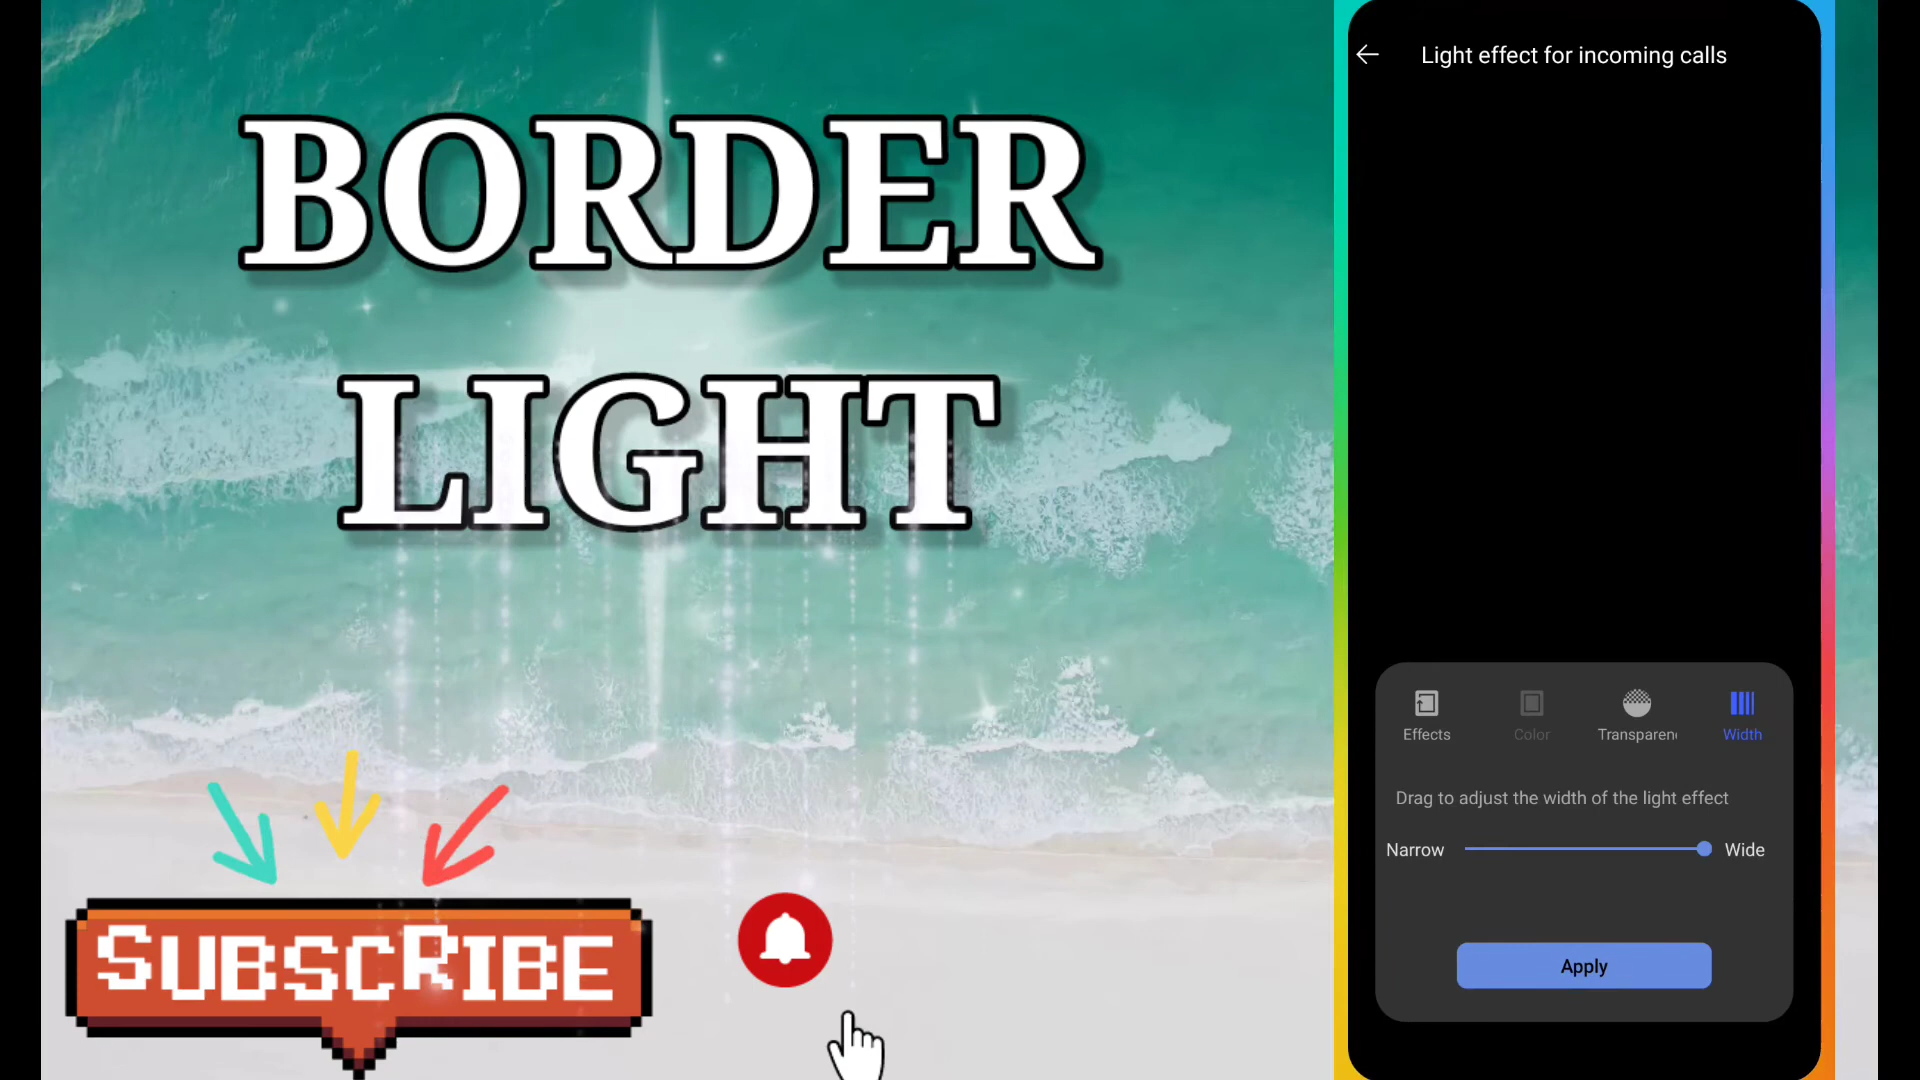 BORDER
LIGHT
SUBSCRIBE
Light effect for incoming calls
Effects
Color
Transparen
Width
Drag to adjust the width of the light effect
Narrow
Wide
Apply